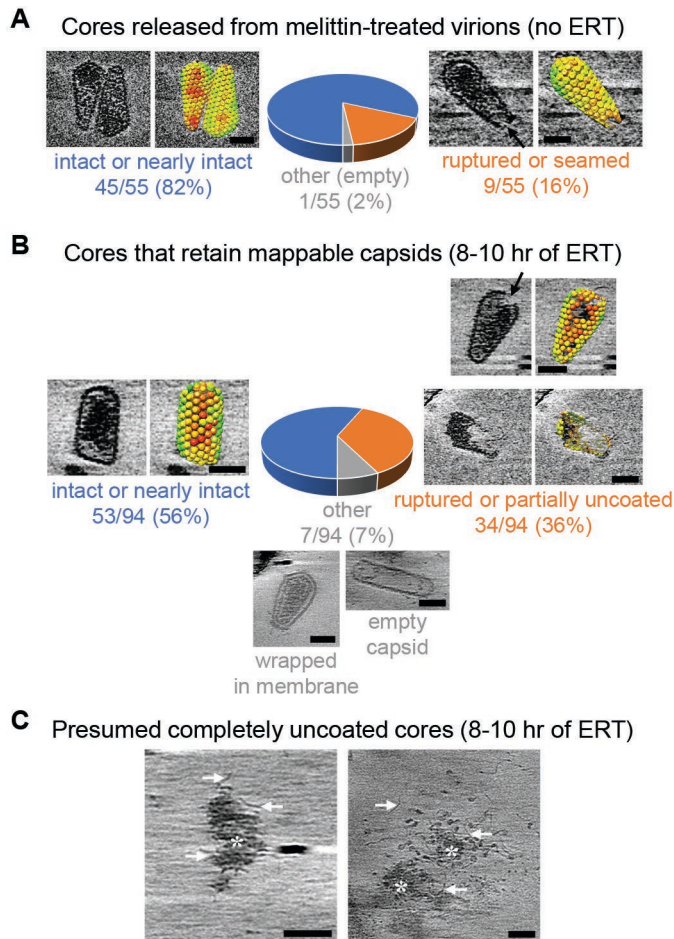 A Cores released from melittin-treated virions (no ERT)
intact or nearly intact
45/55 (82%)
other (empty)
1/55 (2%)
ruptured or seamed
9/55 (16%)
B Cores that retain mappable capsids (8-10 hr of ERT)
intact or nearly intact
53/94 (56%)
other
7/94 (7%)
ruptured or partially uncoated
34/94 (36%)
wrapped
in membrane
empty
capsid
C Presumed completely uncoated cores (8-10 hr of ERT)
*
*
*